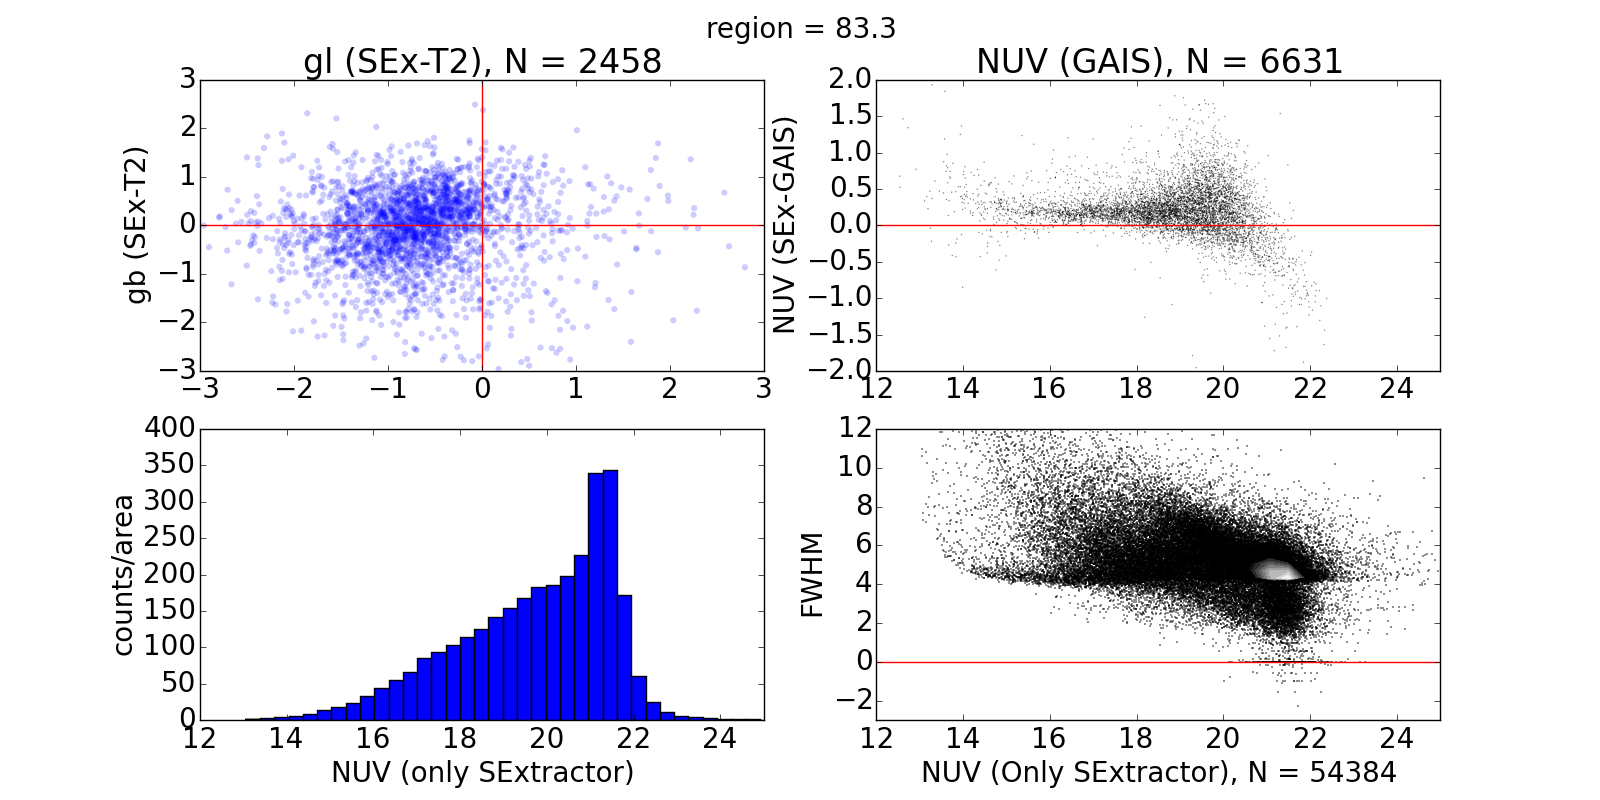 region = 83.3
gl (SEx-T2), N = 2458
NUV (GAIS), N = 6631
gb (SEx-T2)
3
2
1
0
−1
−2
−3
−3 −2 −1 0 1 2 3
NUV (SEx-GAIS)
2.0
1.5
1.0
0.5
0.0
−0.5
−1.0
−1.5
−2.0
12 14 16 18 20 22 24
counts/area
400
350
300
250
200
150
100
50
0
12 14 16 18 20 22 24
NUV (only SExtractor)
FWHM
12
10
8
6
4
2
0
−2
12 14 16 18 20 22 24
NUV (Only SExtractor), N = 54384